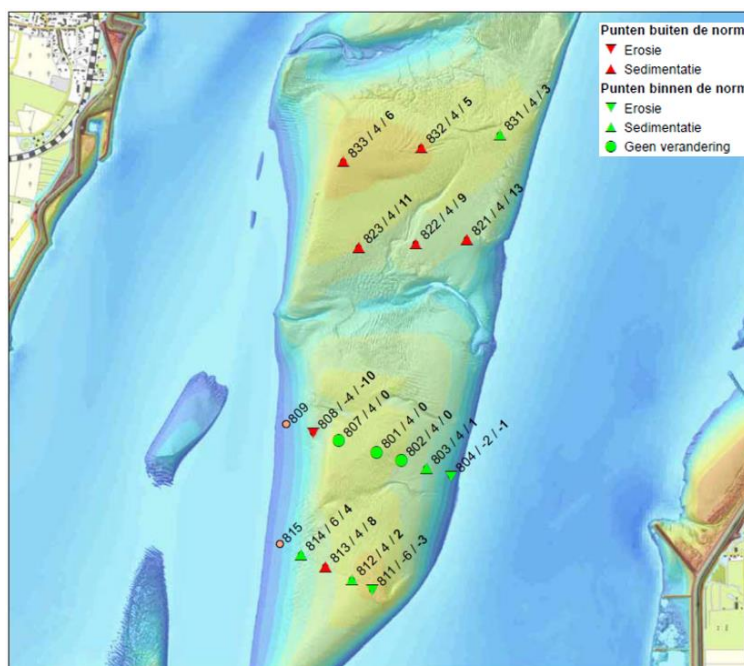 Punten buiten de norm
Erosie
Sedimentatie
Punten binnen de norm
Erosie
Sedimentatie
Geen verandering
833 / 4 / 6
832 / 4 / 5
831 / 4 / 3
823 / 4 / 11
822 / 4 / 9
821 / 4 / 13
809
808 / -4 / -10
807 / 4 / 0
801 / 4 / 0
802 / 4 / 0
803 / 4 / 1
804 / -2 / -1
815
814 / 6 / 4
813 / 4 / 8
812 / 4 / 2
811 / -6 / -3